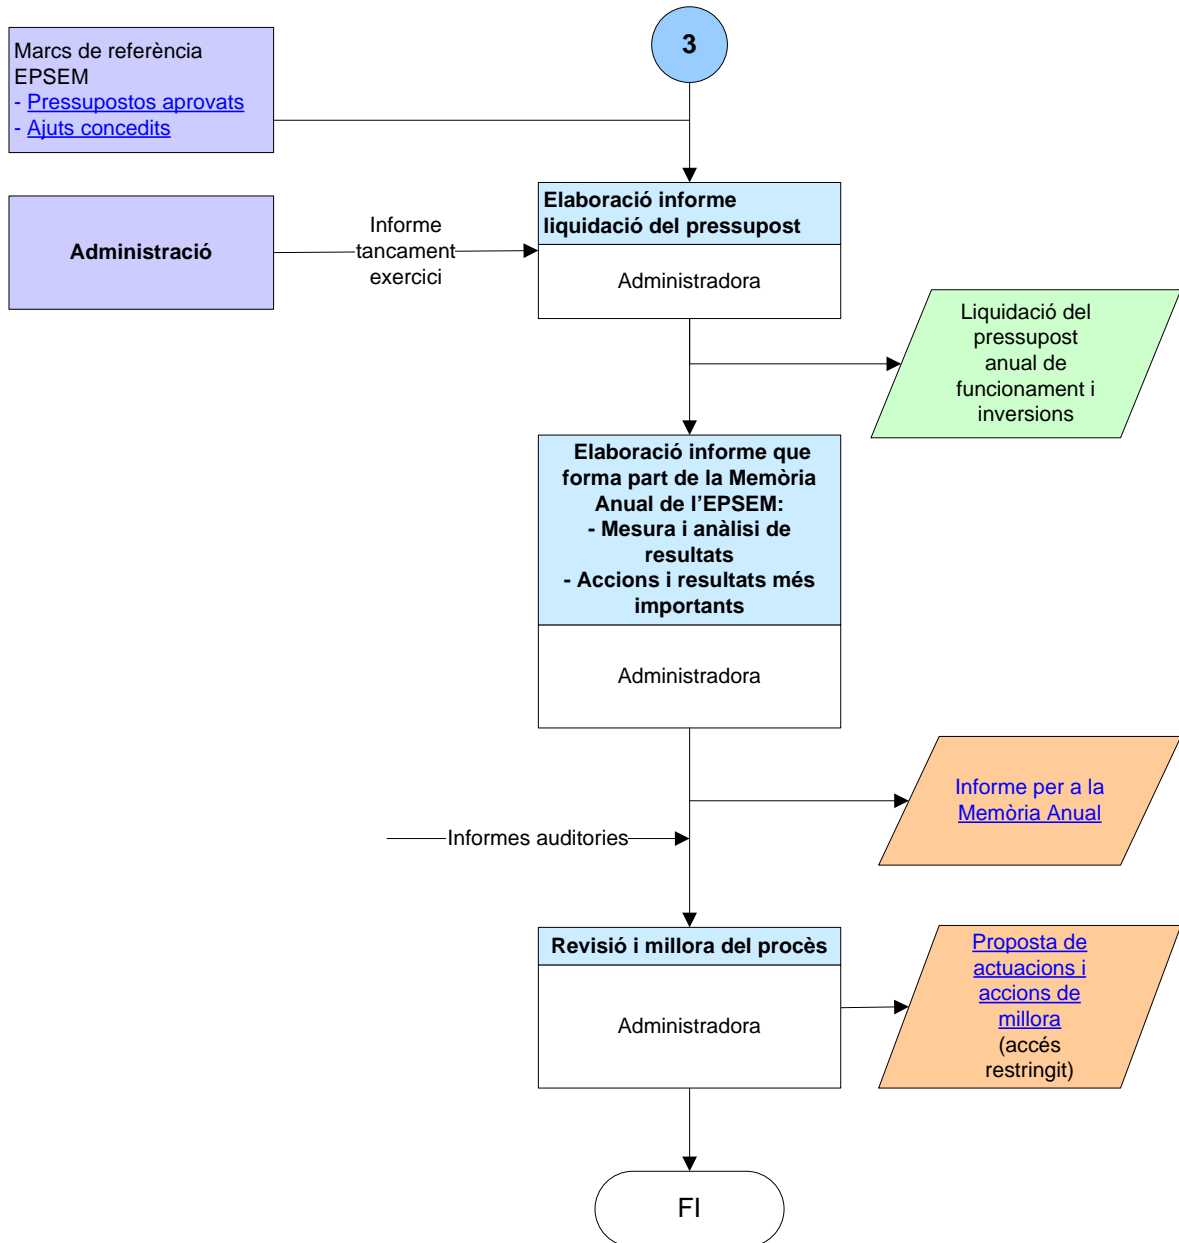 3
Marcs de referència
EPSEM
- Pressupostos aprovats
- Ajuts concedits
Elaboració informe
liquidació del pressupost
Administradora
Administració
Informe
tancament
exercici
Liquidació del
pressupost
anual de
funcionament i
inversions
Elaboració informe que
forma part de la Memòria
Anual de l’EPSEM:
- Mesura i anàlisi de
resultats
- Accions i resultats més
importants
Administradora
Informe per a la
Memòria Anual
Informes auditories
Revisió i millora del procès
Administradora
Proposta de
actuacions i
accions de
millora
(accés
restringit)
FI